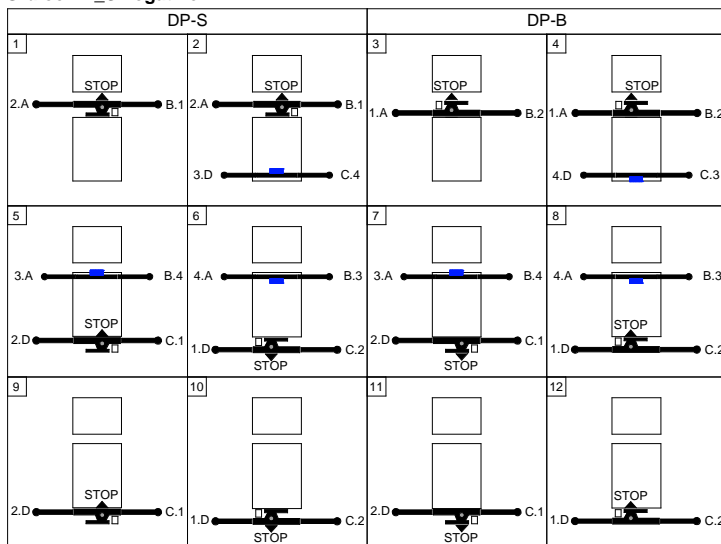 DP-S DP-B
1 2 3 4
STOP STOP STOP STOP
2.A B.1 2.A B.1 1.A B.2 1.A B.2
3.D C.4 4.D C.3
5 6 7 8
3.A B.4 4.A B.3 3.A B.4 4.A B.3
STOP STOP
2.D C.1 1.D C.2 2.D C.1 1.D C.2
STOP STOP
9 10 11 12
STOP STOP
2.D C.1 1.D C.2 2.D C.1 1.D C.2
STOP STOP